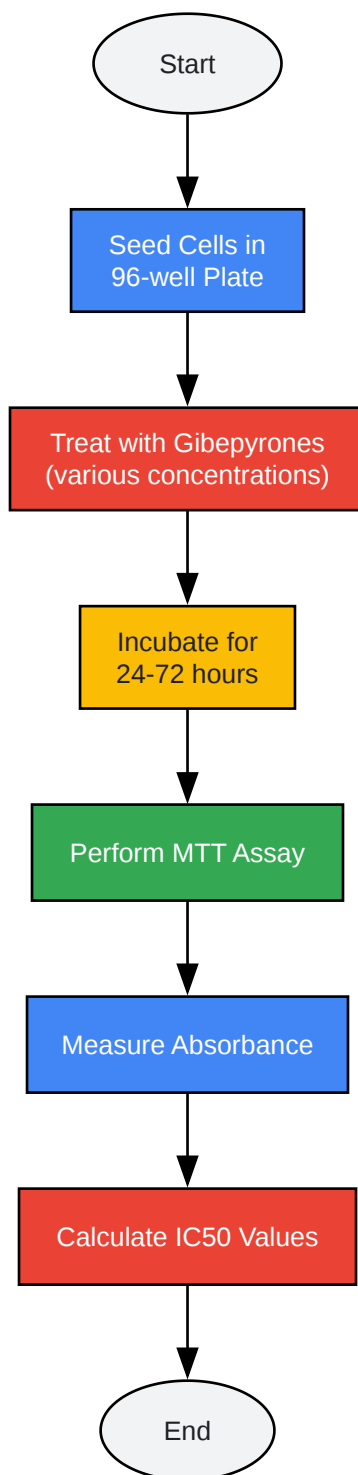 Start
Seed Cells in
96-well Plate
Treat with Gibepyrones
(various concentrations)
Incubate for
24-72 hours
Perform MTT Assay
Measure Absorbance
Calculate IC50 Values
End